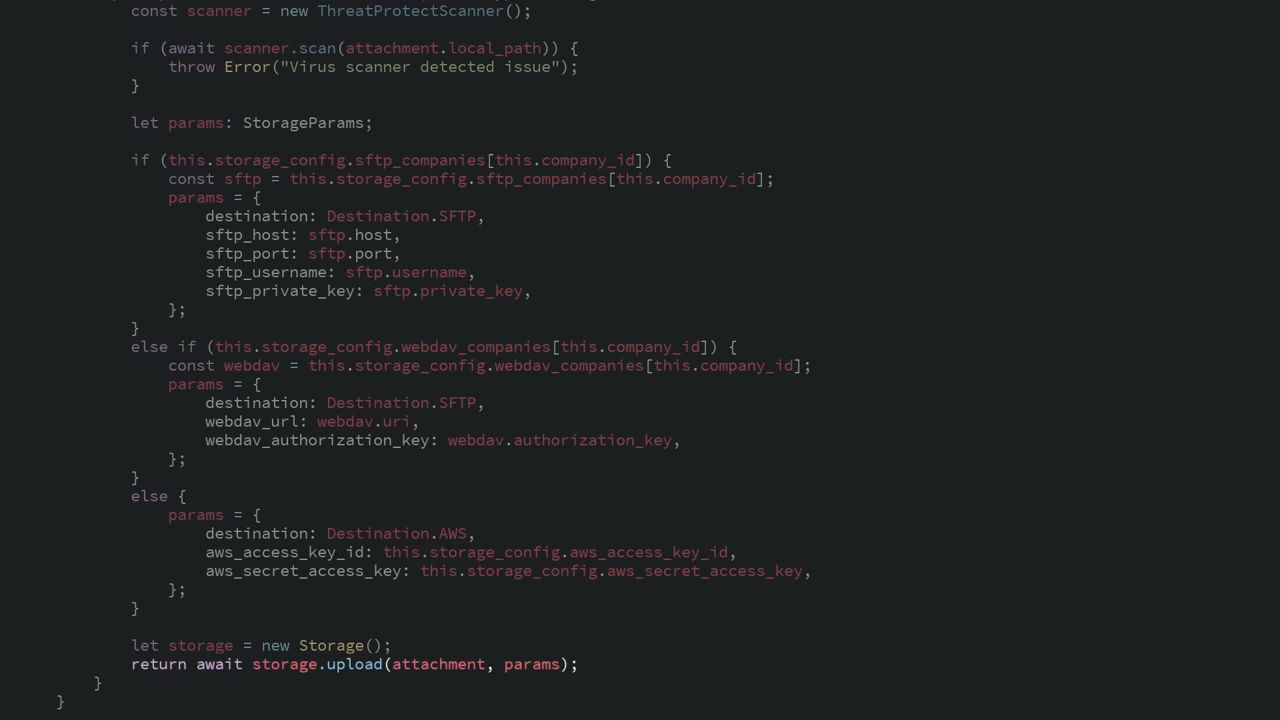 const scanner = new ThreatProtectScanner();
if (await scanner.scan(attachment.local_path)) {
throw Error("Virus scanner detected issue");
}
let params: StorageParams;
if (this.storage_config.sftp_companies[this.company_id]) {
const sftp = this.storage_config.sftp_companies[this.company_id];
params = {
destination: Destination.SFTP,
sftp_host: sftp.host,
sftp_port: sftp.port,
sftp_username: sftp.username,
sftp_private_key: sftp.private_key,
};
}
else if (this.storage_config.webdav_companies[this.company_id]) {
const webdav = this.storage_config.webdav_companies[this.company_id];
params = {
destination: Destination.SFTP,
webdav_url: webdav.uri,
webdav_authorization_key: webdav.authorization_key,
};
}
else {
params = {
destination: Destination.AWS,
aws_access_key_id: this.storage_config.aws_access_key_id,
aws_secret_access_key: this.storage_config.aws_secret_access_key,
};
}
let storage = new Storage();
return await storage.upload(attachment, params);
}
}